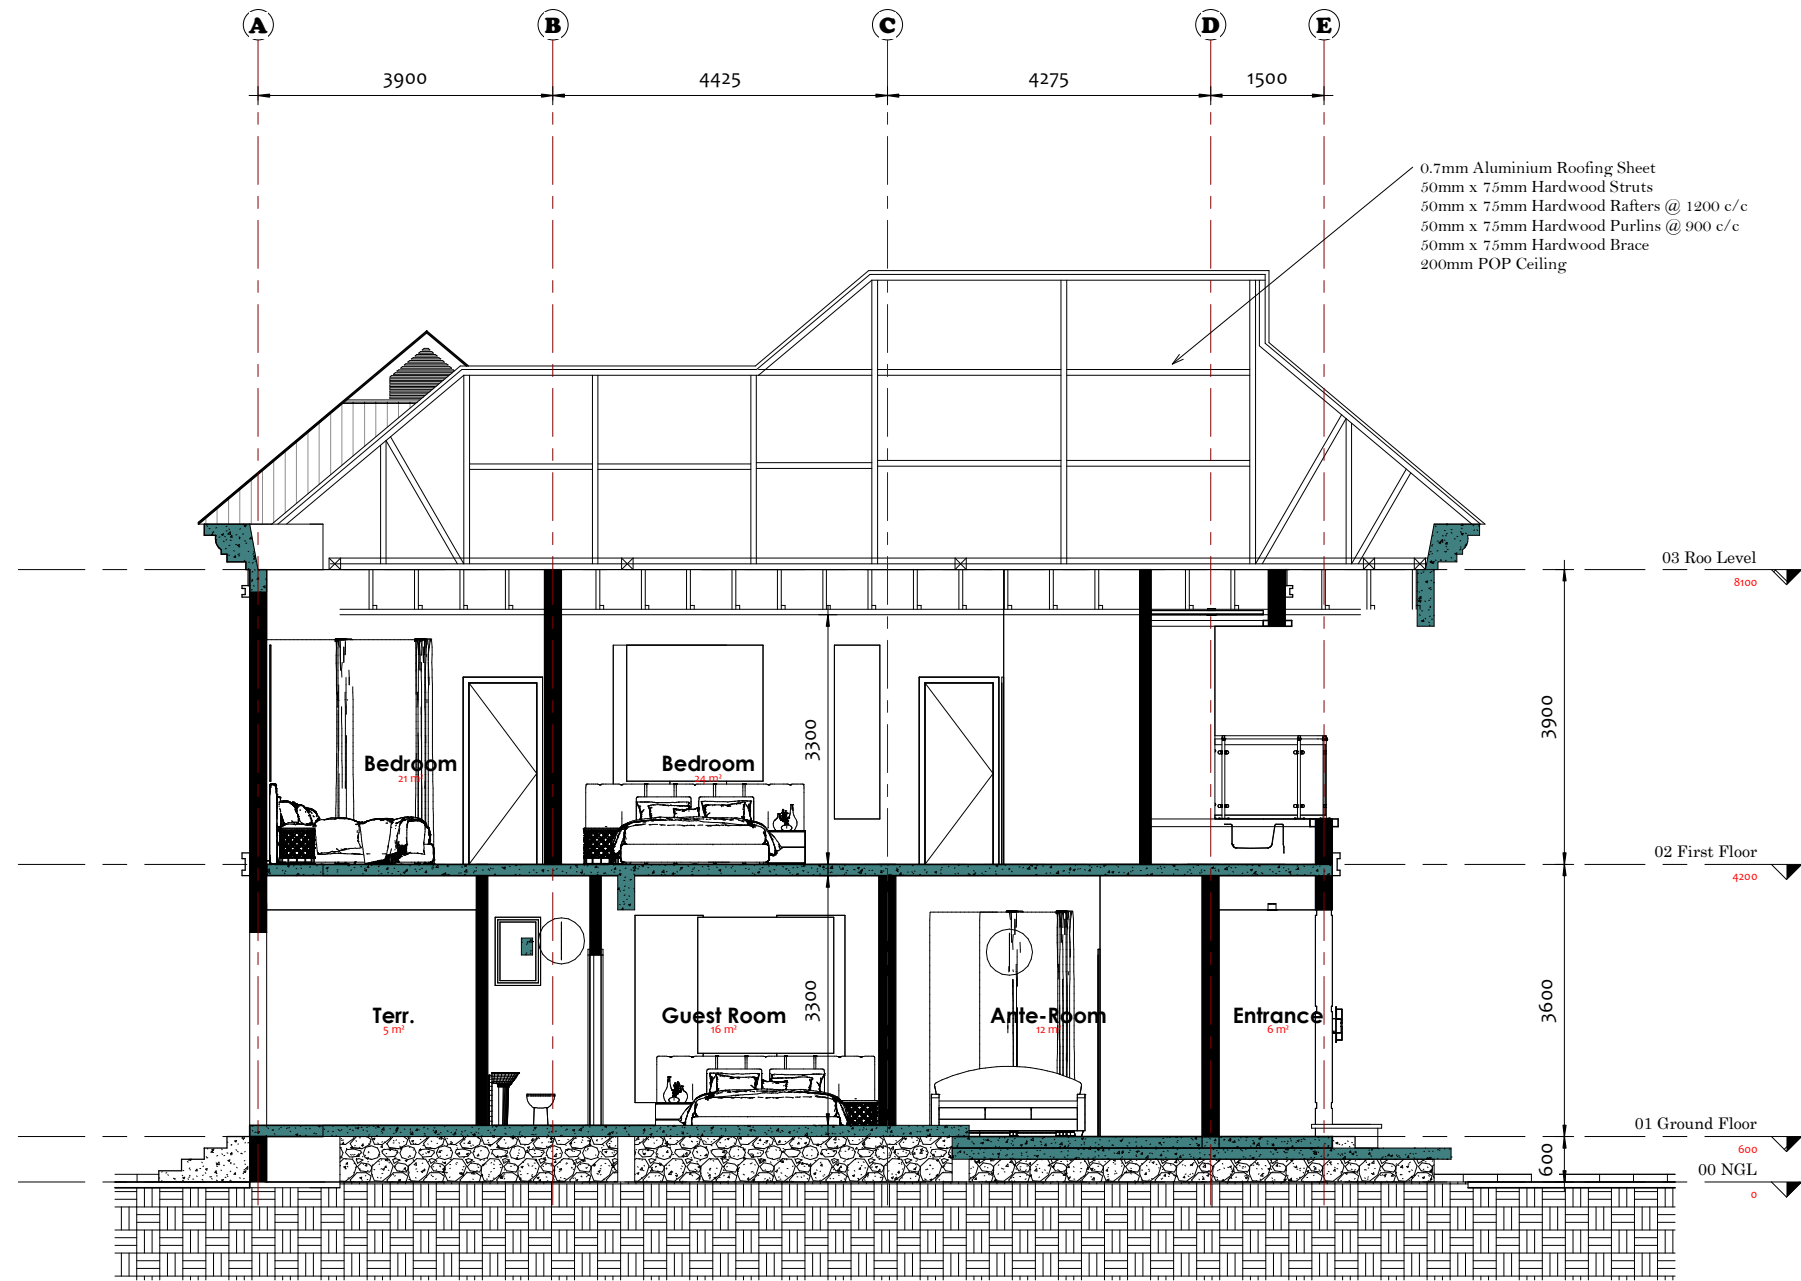 A B C D E
3900 4425 4275 1500
0.7mm Aluminium Roofing Sheet
50mm x 75mm Hardwood Struts
50mm x 75mm Hardwood Rafters @ 1200 c/c
50mm x 75mm Hardwood Purlins @ 900 c/c
50mm x 75mm Hardwood Brace
200mm POP Ceiling
03 Roo Level
8100
3900
3300
Bedroom
21 m²
Bedroom
24 m²
02 First Floor
4200
3600
3300
Terr.
5 m²
Guest Room
16 m²
Ante-Room
12 m²
Entrance
6 m²
01 Ground Floor
600
600
00 NGL
0